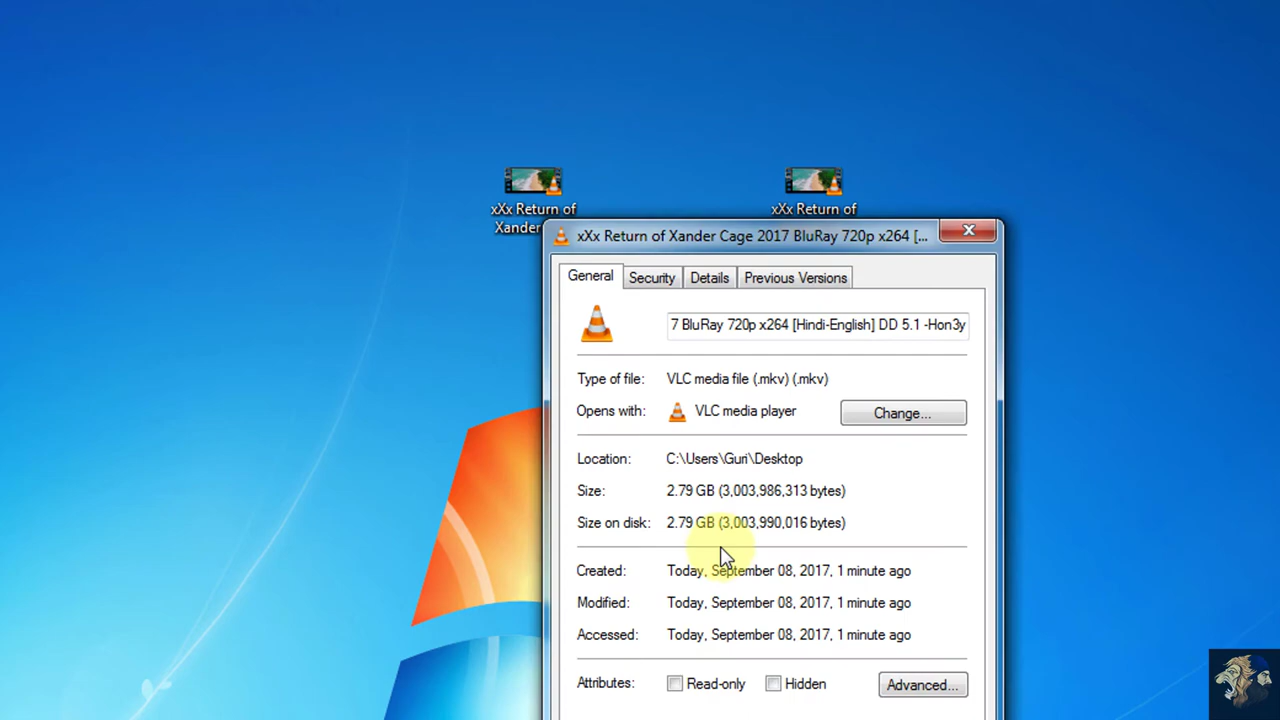 xXx Return of
Xander
xXx Return of
xXx Return of Xander Cage 2017 BluRay 720p x264 [...
General
Security
Details
Previous Versions
7 BluRay 720p x264 [Hindi-English] DD 5.1 -Hon3y
Type of file: VLC media file (.mkv) (.mkv)
Opens with: VLC media player
Change...
Location: C:\Users\Guri\Desktop
Size: 2.79 GB (3,003,986,313 bytes)
Size on disk: 2.79 GB (3,003,990,016 bytes)
Created: Today, September 08, 2017, 1 minute ago
Modified: Today, September 08, 2017, 1 minute ago
Accessed: Today, September 08, 2017, 1 minute ago
Attributes: Read-only Hidden Advanced...